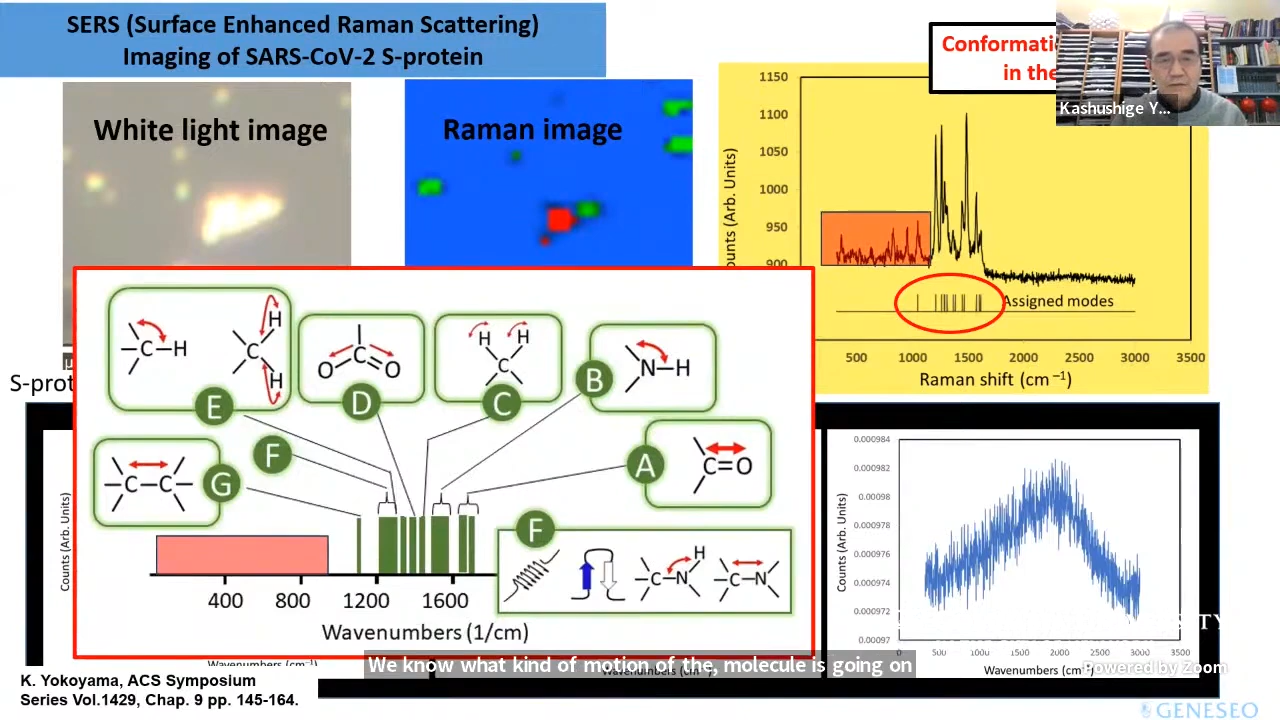 SERS (Surface Enhanced Raman Scattering)
Imaging of SARS-CoV-2 S-protein
White light image
Raman image
Conformati
in the
Kashushige Y...
1150
1100
1050
1000
950
900
ounts (Arb. Units)
Assigned modes
500
1000
1500
2000
2500
3000
3500
Raman shift (cm⁻¹)
S-prot
C
H
C
H
H
E
C
O
O
D
H
H
C
C
N
H
B
C=O
A
C
C
G
F
F
C
N
H
C
N
400
800
1200
1600
Wavenumbers (1/cm)
Counts (Arb. Units)
Wavenumbers (cm⁻¹)
Counts (Arb. Units)
0.000984
0.000982
0.00098
0.000978
0.000976
0.000974
0.000972
0.00097
0
500
1000
1500
2000
2500
3000
3500
Wavenumbers (cm⁻¹)
Powered by Zoom
We know what kind of motion of the, molecule is going on
K. Yokoyama, ACS Symposium
Series Vol.1429, Chap. 9 pp. 145-164.
GENESEO